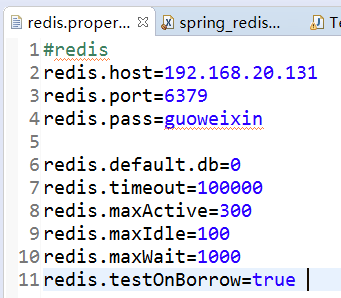 redis.proper...
spring_redis...
1 #redis
2 redis.host=192.168.20.131
3 redis.port=6379
4 redis.pass=guoweixin
5
6 redis.default.db=0
7 redis.timeout=100000
8 redis.maxActive=300
9 redis.maxIdle=100
10 redis.maxWait=1000
11 redis.testOnBorrow=true